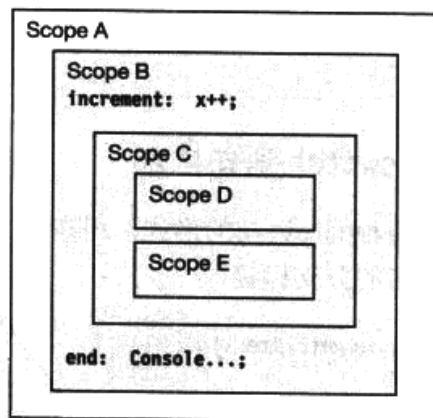 Scope A
Scope B
increment: x++;
Scope C
Scope D
Scope E
end: Console...;